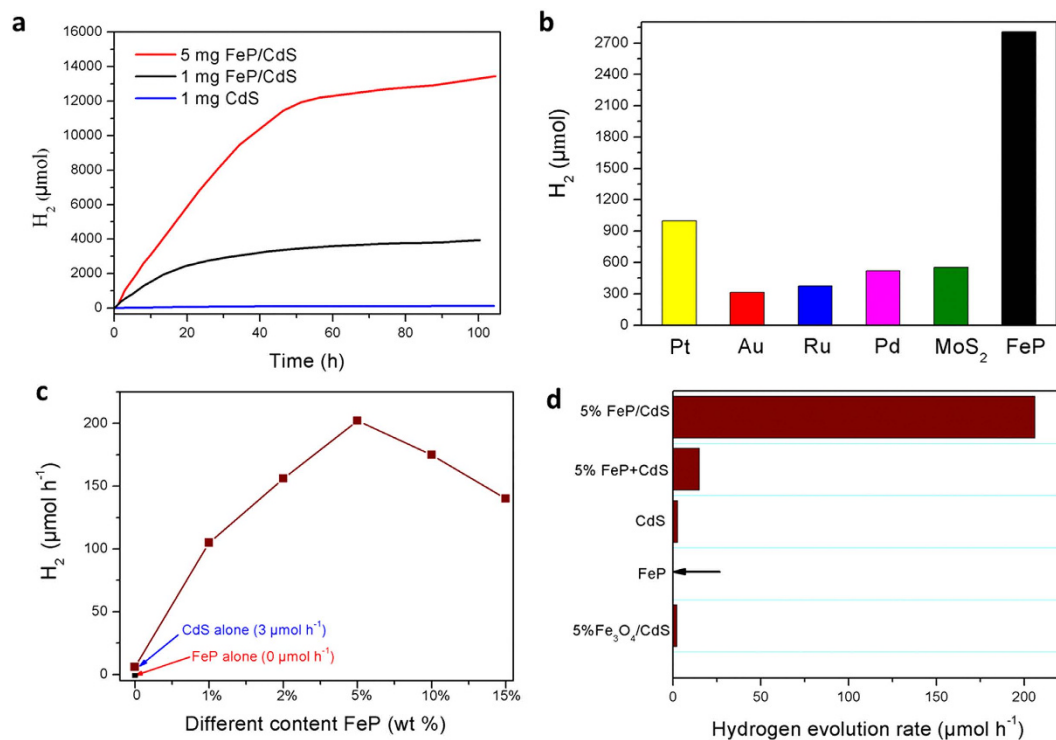 a
16000
14000
12000
10000
8000
6000
4000
2000
0
H₂ (μmol)
5 mg FeP/CdS
1 mg FeP/CdS
1 mg CdS
0 20 40 60 80 100
Time (h)
b
2700
2400
2100
1800
1500
1200
900
600
300
0
H₂ (μmol)
Pt Au Ru Pd MoS₂ FeP
c
200
150
100
50
0
H₂ (μmol h⁻¹)
CdS alone (3 μmol h⁻¹)
FeP alone (0 μmol h⁻¹)
0 1% 2% 5% 10% 15%
Different content FeP (wt %)
d
5% FeP/CdS
5% FeP+CdS
CdS
FeP
5%Fe₃O₄/CdS
0 50 100 150 200
Hydrogen evolution rate (μmol h⁻¹)